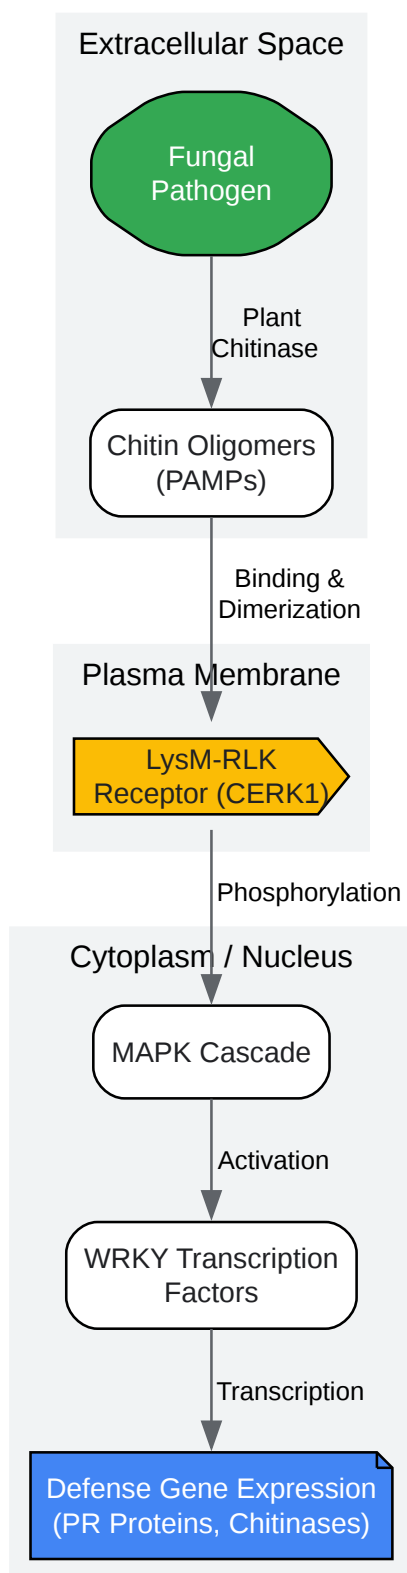 Extracellular Space
Fungal
Pathogen
Plant
Chitinase
Chitin Oligomers
(PAMPs)
Binding &
Dimerization
Plasma Membrane
LysM-RLK
Receptor (CERK1)
Phosphorylation
Cytoplasm / Nucleus
MAPK Cascade
Activation
WRKY Transcription
Factors
Transcription
Defense Gene Expression
(PR Proteins, Chitinases)